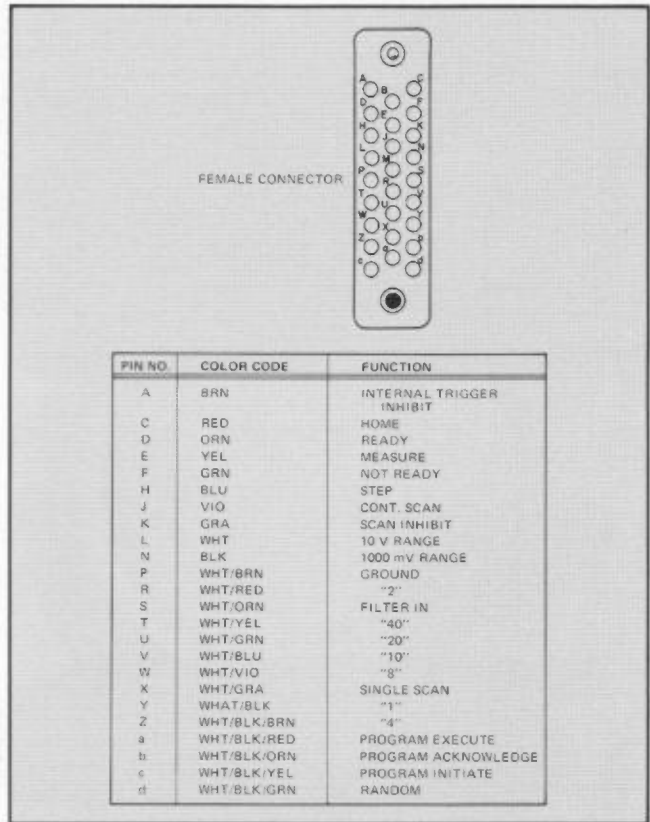 A C
B
D F
E
H K
J
L N
M
FEMALE CONNECTOR
P S
R
T V
U
W Y
X
Z b
a
c d
PIN NO. COLOR CODE FUNCTION
A BRN INTERNAL TRIGGER
INHIBIT
C RED HOME
D ORN READY
E YEL MEASURE
F GRN NOT READY
H BLU STEP
J VIO CONT. SCAN
K GRA SCAN INHIBIT
L WHT 10 V RANGE
N BLK 1000 mV RANGE
P WHT/BRN GROUND
R WHT/RED "2"
S WHT/ORN FILTER IN
T WHT/YEL "40"
U WHT/GRN "20"
V WHT/BLU "10"
W WHT/VIO "8"
X WHT/GRA SINGLE SCAN
Y WHAT/BLK "1"
Z WHT/BLK/BRN "4"
a WHT/BLK/RED PROGRAM EXECUTE
b WHT/BLK/ORN PROGRAM ACKNOWLEDGE
c WHT/BLK/YEL PROGRAM INITIATE
d WHT/BLK/GRN RANDOM